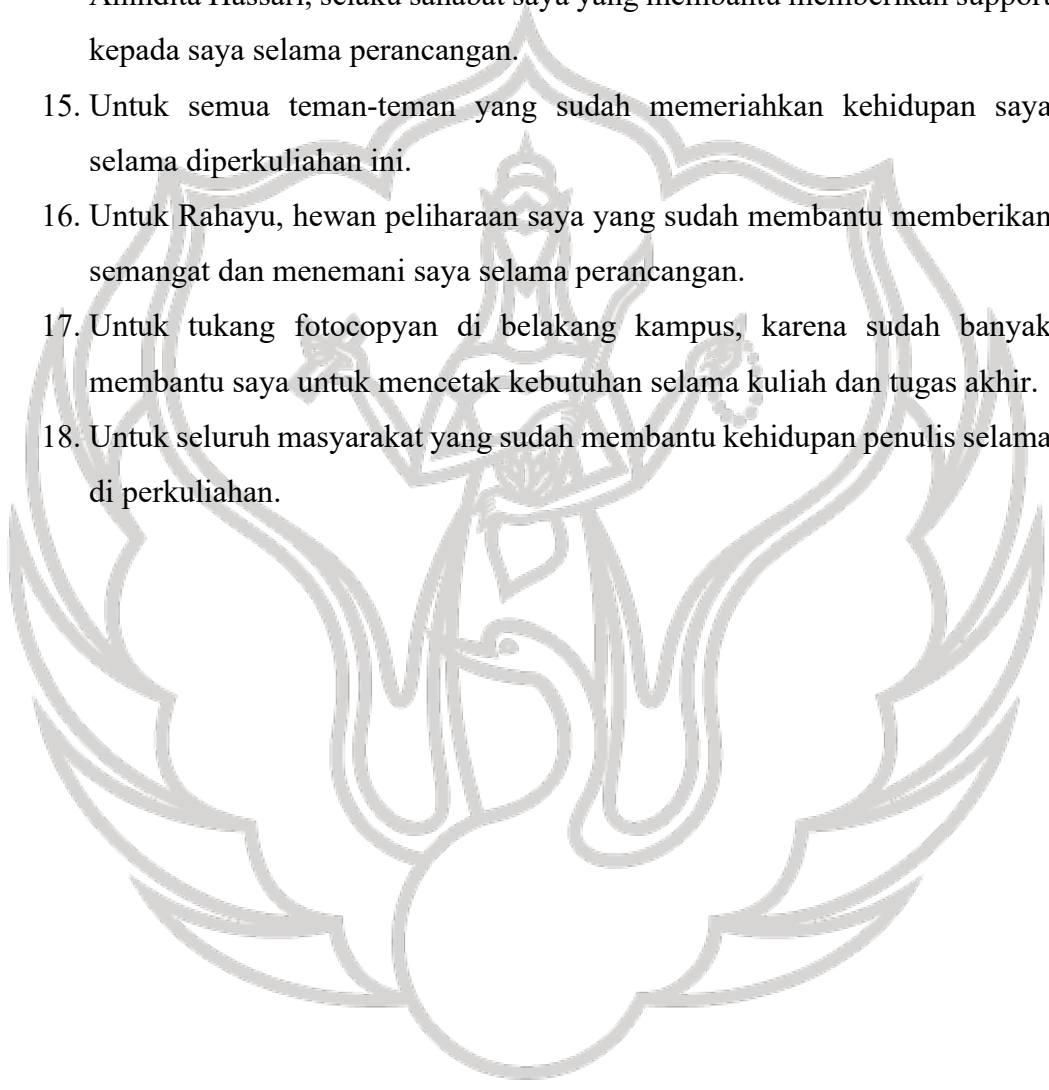 selaku sahabat saya yang membantu memberikan support
kepada saya selama perancangan.
15. Untuk semua teman-teman yang sudah memeriahkan kehidupan saya
selama diperkuliahan ini.
16. Untuk Rahayu, hewan peliharaan saya yang sudah membantu memberikan
semangat dan menemani saya selama perancangan.
17. Untuk tukang fotocopyan di belakang kampus, karena sudah banyak
membantu saya untuk mencetak kebutuhan selama kuliah dan tugas akhir.
18. Untuk seluruh masyarakat yang sudah membantu kehidupan penulis selama
di perkuliahan.